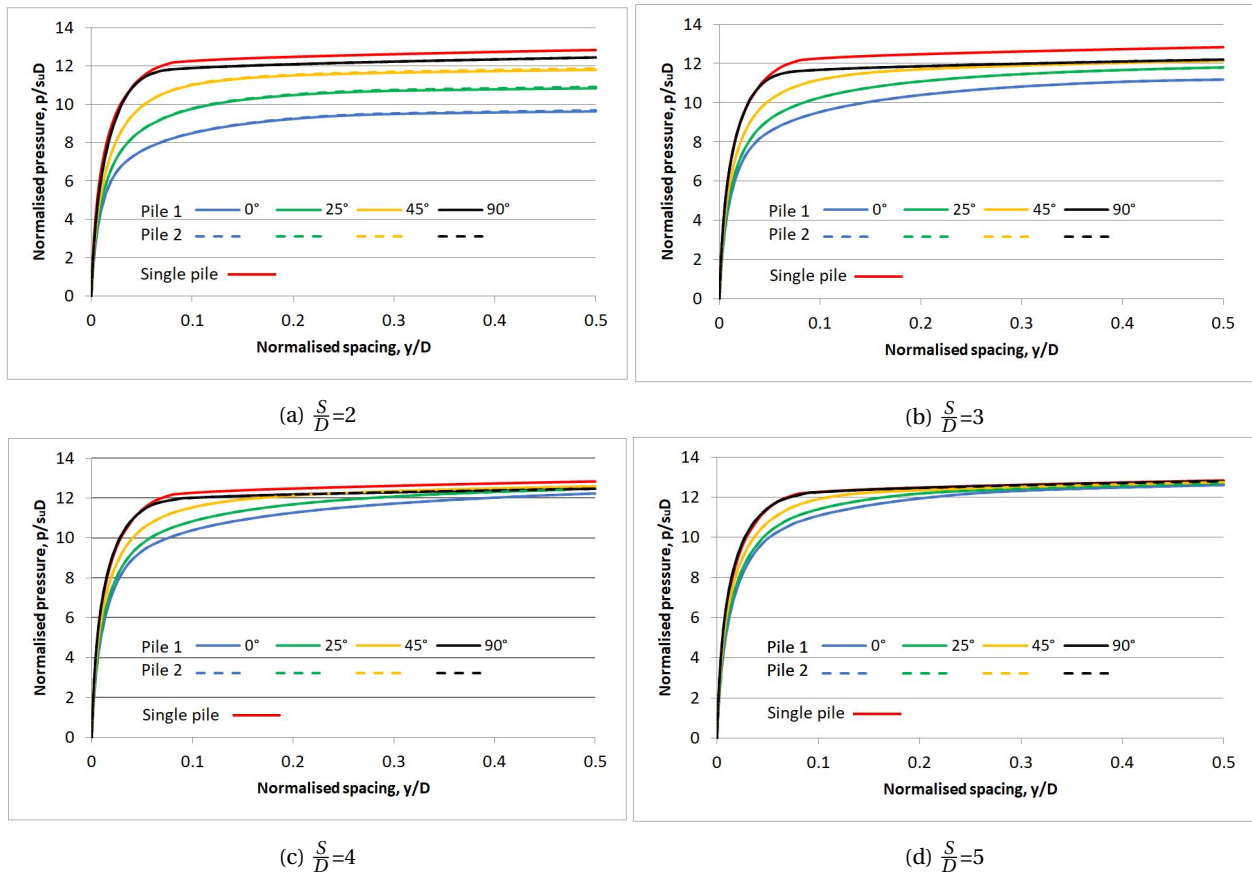 Normalised pressure, p/suD
14
12
10
8
6
4
2
0
0 0.1 0.2 0.3 0.4 0.5
Normalised spacing, y/D
Pile 1 0° 25° 45° 90°
Pile 2
Single pile
(a) S/D=2
Normalised pressure, p/suD
14
12
10
8
6
4
2
0
0 0.1 0.2 0.3 0.4 0.5
Normalised spacing, y/D
Pile 1 0° 25° 45° 90°
Pile 2
Single pile
(b) S/D=3
Normalised pressure, p/suD
14
12
10
8
6
4
2
0
0 0.1 0.2 0.3 0.4 0.5
Normalised spacing, y/D
Pile 1 0° 25° 45° 90°
Pile 2
Single pile
(c) S/D=4
Normalised pressure, p/suD
14
12
10
8
6
4
2
0
0 0.1 0.2 0.3 0.4 0.5
Normalised spacing, y/D
Pile 1 0° 25° 45° 90°
Pile 2
Single pile
(d) S/D=5